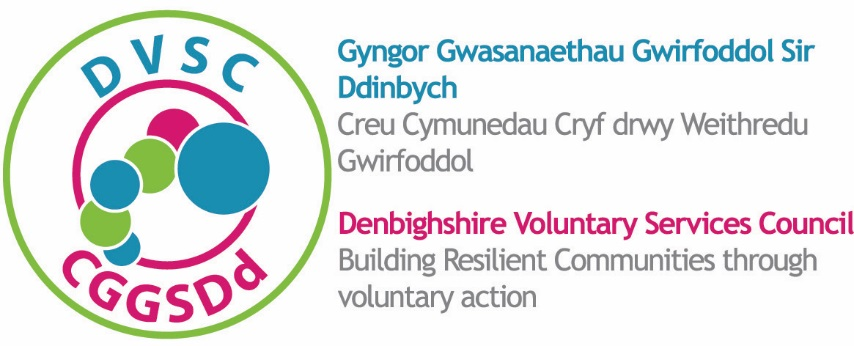 DVSC
CGGSDd
Gyngor Gwasanaethau Gwirfoddol Sir
Ddinbych
Creu Cymunedau Cryf drwy Weithredu
Gwirfoddol
Denbighshire Voluntary Services Council
Building Resilient Communities through
voluntary action